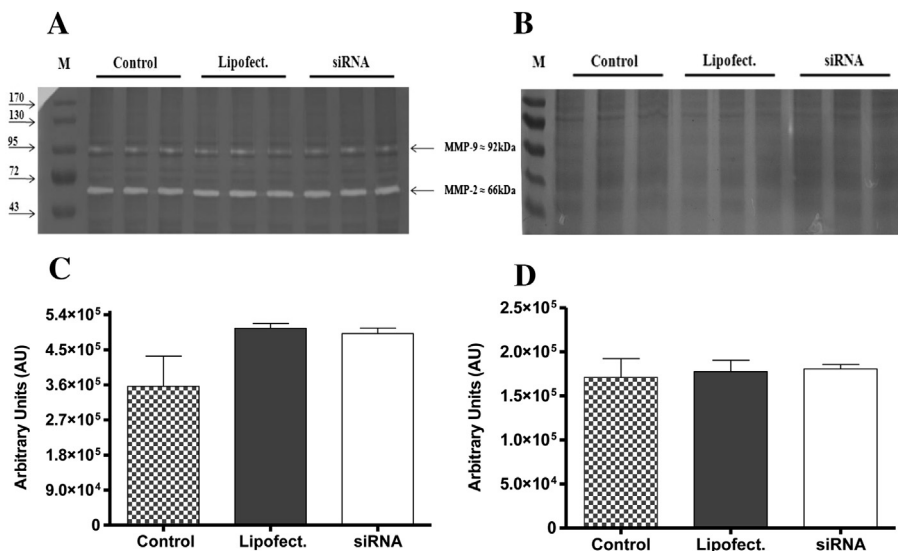 A
B
M
Control
Lipofect.
siRNA
M
Control
Lipofect.
siRNA
170
130
95
72
43
MMP-9 ≈ 92kDa
MMP-2 ≈ 66kDa
C
D
Arbitrary Units (AU)
5.4×10⁵
4.5×10⁵
3.6×10⁵
2.7×10⁵
1.8×10⁵
9.0×10⁴
0
Control
Lipofect.
siRNA
Arbitrary Units (AU)
2.5×10⁵
2.0×10⁵
1.5×10⁵
1.0×10⁵
5.0×10⁴
0
Control
Lipofect.
siRNA